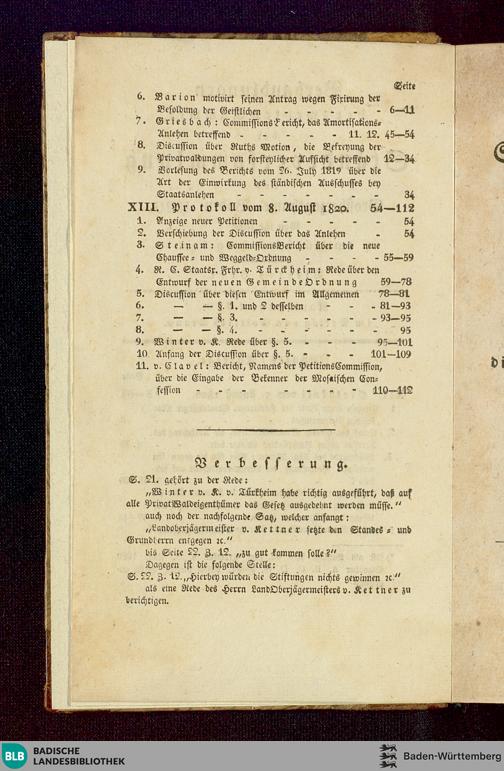 Seite
6. Varion motivirt seinen Antrag wegen Fixirung der
Besoldung der Geistlichen - - - - 6—11
7. Griesbach: CommissionsBericht, das Amortisations-
Anlehen betreffend - - - - - 11. 12. 45—54
8. Discussion über Ruths Motion, die Befreyung der
Privatwaldungen von forsteylicher Aufsicht betreffend 12—34
9. Vorlesung des Berichts vom 26. July 1819 über die
Art der Einwirkung des ständischen Ausschusses bey
Staatsanlehen - - - - - - 34
XIII. Protokoll vom 8. August 1820. 54—112
1. Anzeige neuer Petitionen - - - - - 54
2. Verschiebung der Discussion über das Anlehen - 54
3. Steinam: CommissionsBericht über die neue
Chaussee- und Weggeld-Ordnung - - - 55—59
4. R. C. Staatsr. Frhr. v. Türckheim: Rede über den
Entwurf der neuen GemeindeOrdnung 59—78
5. Discussion über diesen Entwurf im Allgemeinen 78—81
6. — — §. 1. und 2 desselben - - - 81—93
7. — — §. 3. - - - - - 93—95
8. — — §. 4. - - - - - 95
9. Winter v. K. Rede über §. 5. - - - 95—101
10. Anfang der Discussion über §. 5. - - - 101—109
11. v. Clavel: Bericht, Namens der PetitionsCommission,
über die Eingabe der Bekenner der Mosaischen Con-
fession - - - - - - - 110—112
Verbesserung.
S. 21. gehört zu der Rede:
„Winter v. K. v. Türkheim habe richtig ausgeführt, daß auf
alle PrivatWaldeigenthümer das Gesetz ausgedehnt werden müsse."
auch noch der nachfolgende Satz, welcher anfangt:
„Landoberjägermeister v. Kettner setzte den Standes- und
Grundherrn entgegen ꝛc."
bis Seite 22. Z. 12. „zu gut kommen solle?"
Dagegen ist die folgende Stelle:
S. 22. Z. 12. „Hierbey würden die Stiftungen nichts gewinnen ꝛc."
als eine Rede des Herrn LandOberjägermeisters v. Kettner zu
berichtigen.
BLB
BADISCHE
LANDESBIBLIOTHEK
Baden-Württemberg